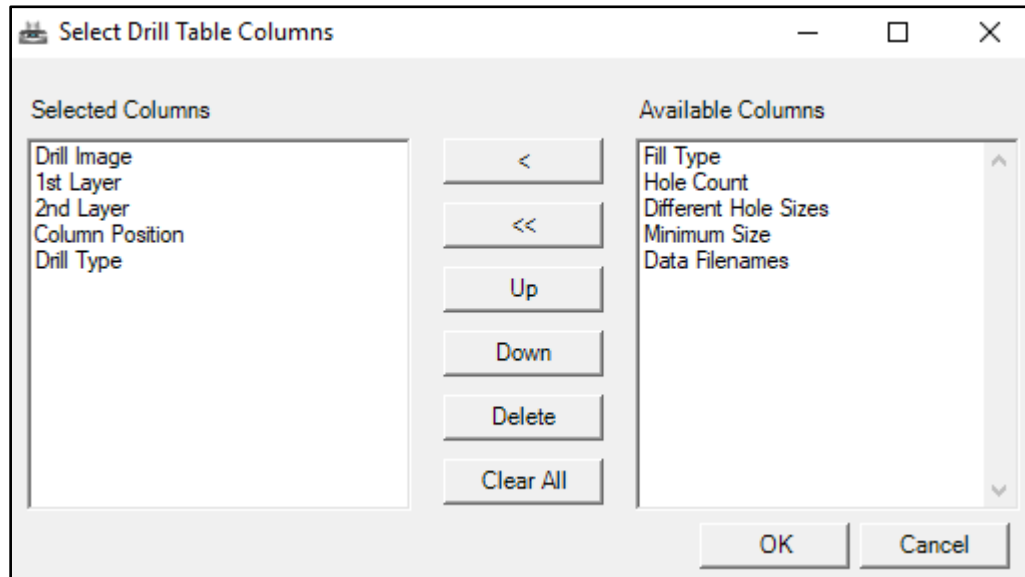 Select Drill Table Columns
Selected Columns
Drill Image
1st Layer
2nd Layer
Column Position
Drill Type
<
<<
Up
Down
Delete
Clear All
Available Columns
Fill Type
Hole Count
Different Hole Sizes
Minimum Size
Data Filenames
OK
Cancel